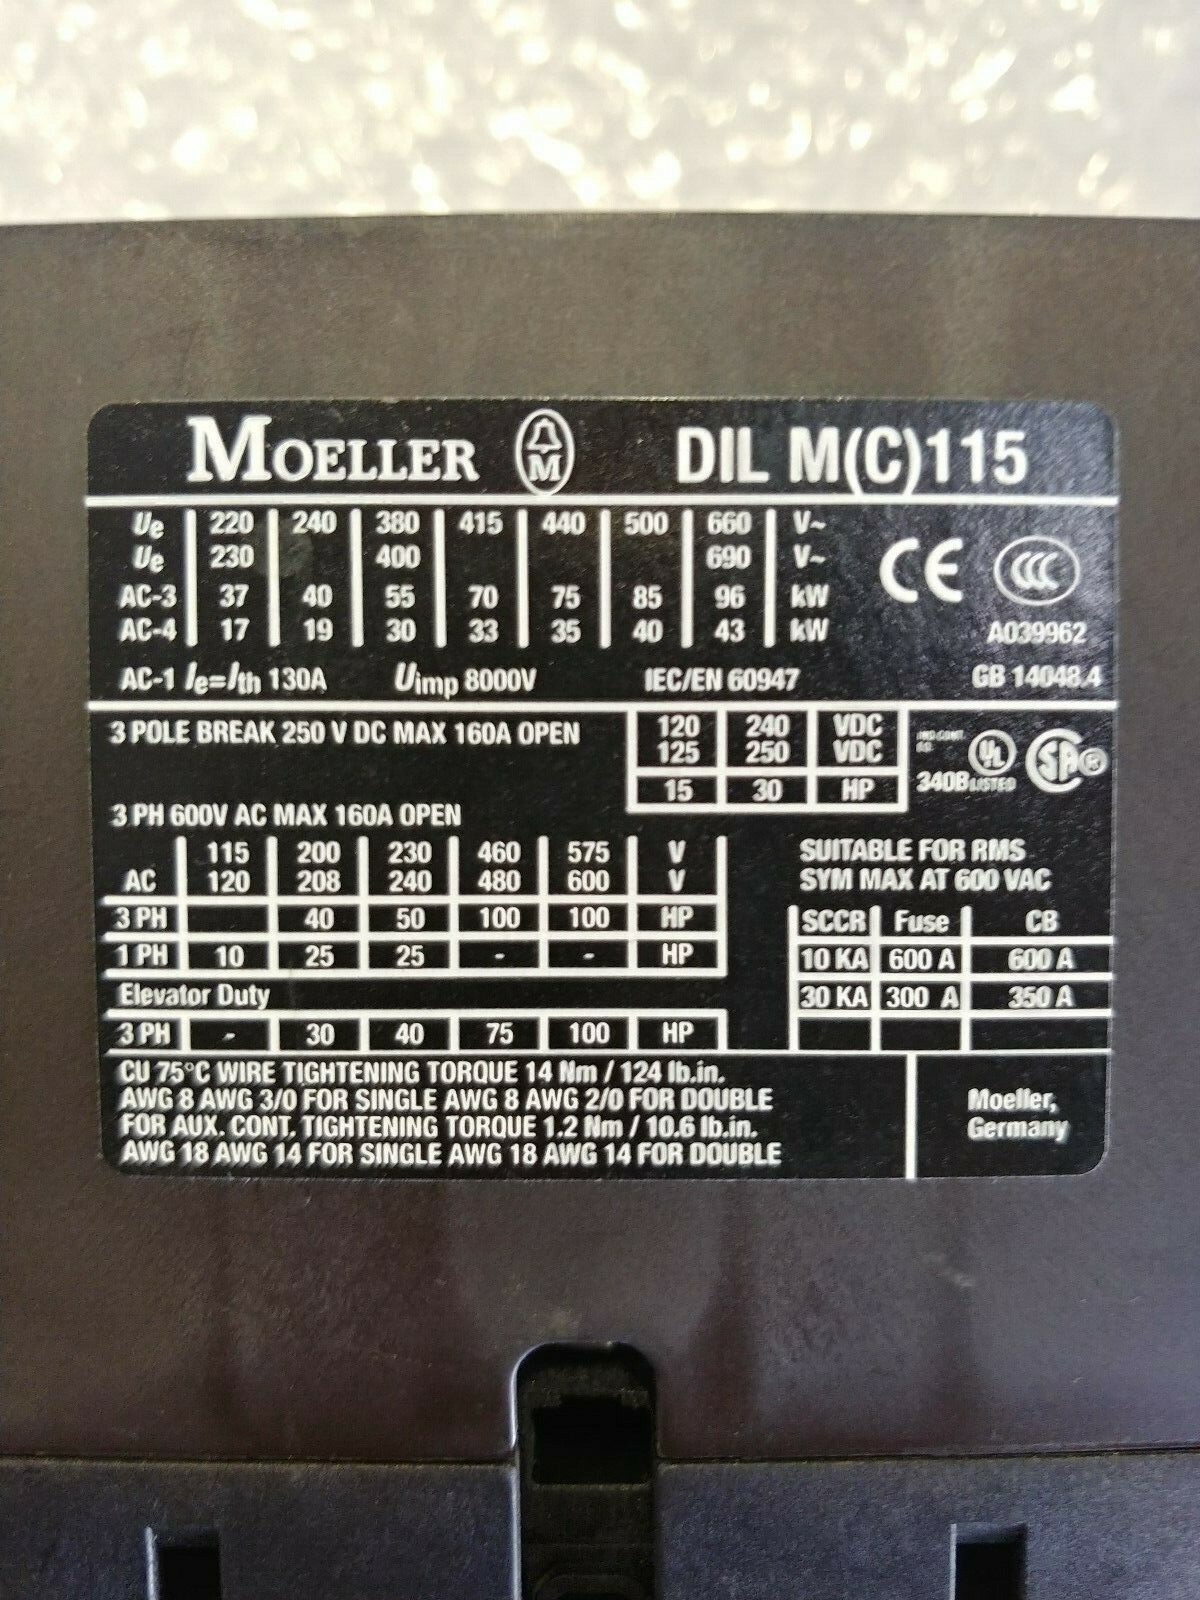 MOELLER M DIL M(C)115
Ue 220 240 380 415 440 500 660 V~
Ue 230 400 690 V~
AC-3 37 40 55 70 75 85 96 kW
AC-4 17 19 30 33 35 40 43 kW
CE CCC
A039962
AC-1 Ie=Ith 130A Uimp 8000V IEC/EN 60947 GB 14048.4
3 POLE BREAK 250 V DC MAX 160A OPEN
120 240 VDC
125 250 VDC
15 30 HP
IND.CONT.
EQ.
340B UL LISTED SA®
3 PH 600V AC MAX 160A OPEN
115 200 230 460 575 V
AC 120 208 240 480 600 V
3 PH 40 50 100 100 HP
1 PH 10 25 25 - - HP
Elevator Duty
3 PH - 30 40 75 100 HP
SUITABLE FOR RMS
SYM MAX AT 600 VAC
SCCR Fuse CB
10 KA 600 A 600 A
30 KA 300 A 350 A
CU 75°C WIRE TIGHTENING TORQUE 14 Nm / 124 lb.in.
AWG 8 AWG 3/0 FOR SINGLE AWG 8 AWG 2/0 FOR DOUBLE
FOR AUX. CONT. TIGHTENING TORQUE 1.2 Nm / 10.6 lb.in.
AWG 18 AWG 14 FOR SINGLE AWG 18 AWG 14 FOR DOUBLE
Moeller,
Germany